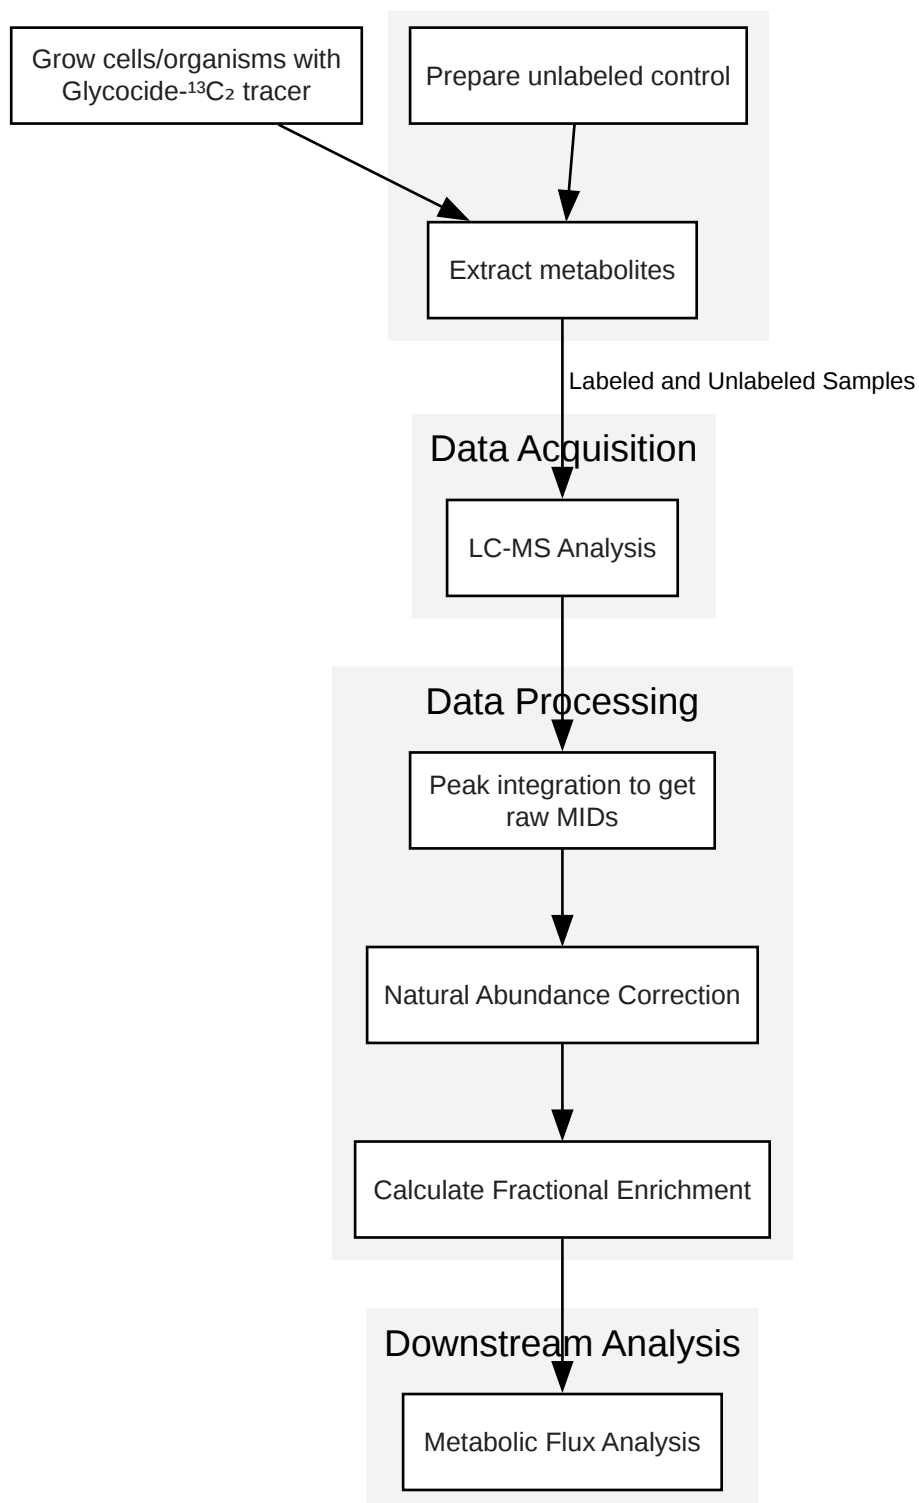 Grow cells/organisms with
Glycocide-¹³C₂ tracer
Prepare unlabeled control
Extract metabolites
Labeled and Unlabeled Samples
Data Acquisition
LC-MS Analysis
Data Processing
Peak integration to get
raw MIDs
Natural Abundance Correction
Calculate Fractional Enrichment
Downstream Analysis
Metabolic Flux Analysis